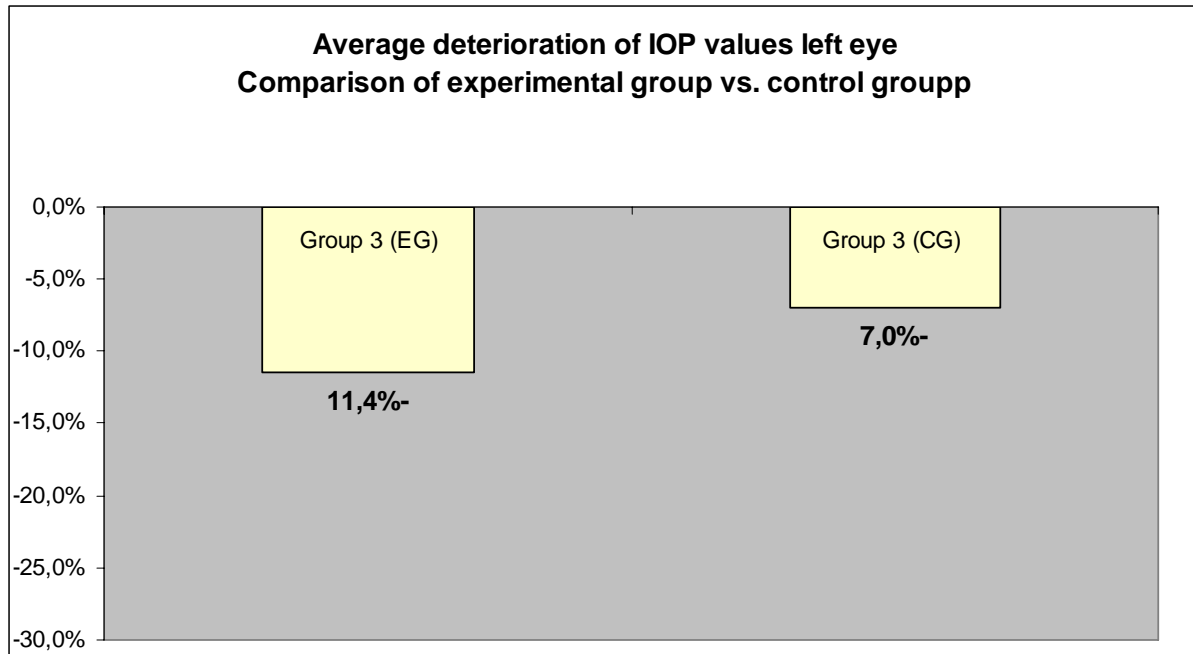 Average deterioration of IOP values left eye
Comparison of experimental group vs. control groupp
0,0%
Group 3 (EG)
Group 3 (CG)
-5,0%
7,0%-
-10,0%
11,4%-
-15,0%
-20,0%
-25,0%
-30,0%